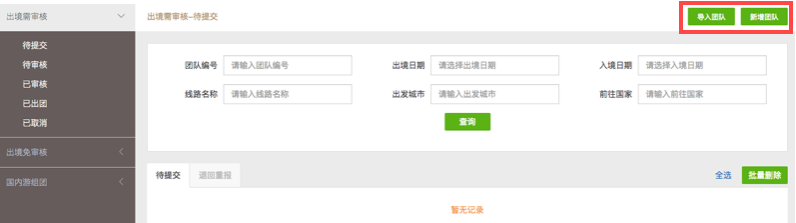 出境需审核
待提交
待审核
已审核
已出团
已取消
出境免审核
国内游组团
出境需审核-待提交
导入团队 新增团队
团队编号 请输入团队编号 出境日期 请选择出境日期 入境日期 请选择入境日期
线路名称 请输入线路名称 出发城市 请输入出发城市 前往国家 请输入前往国家
查询
待提交 退回重报 全选 批量删除
暂无记录